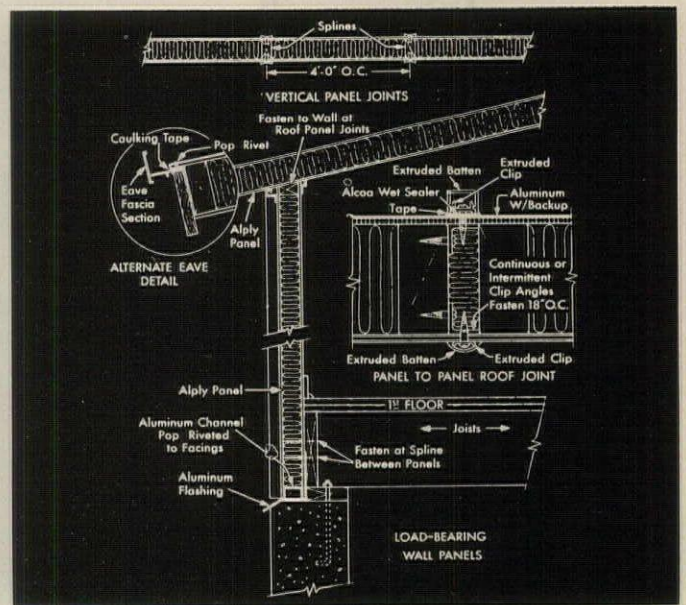 Splines
4'-0" O.C.
VERTICAL PANEL JOINTS
Fasten to Wall at
Roof Panel Joints
Caulking Tape
Pop Rivet
Eave
Fascia
Section
Alply
Panel
ALTERNATE EAVE
DETAIL
Extruded Batten
Extruded
Clip
Alcoa Wet Sealer
Tape
Aluminum
W/Backup
Continuous or
Intermittent
Clip Angles
Fasten 18" O.C.
Extruded Batten
Extruded Clip
PANEL TO PANEL ROOF JOINT
Alply Panel
Aluminum Channel
Pop Riveted
to Facings
Aluminum
Flashing
1ST FLOOR
Joists
Fasten at Spline
Between Panels
LOAD-BEARING
WALL PANELS